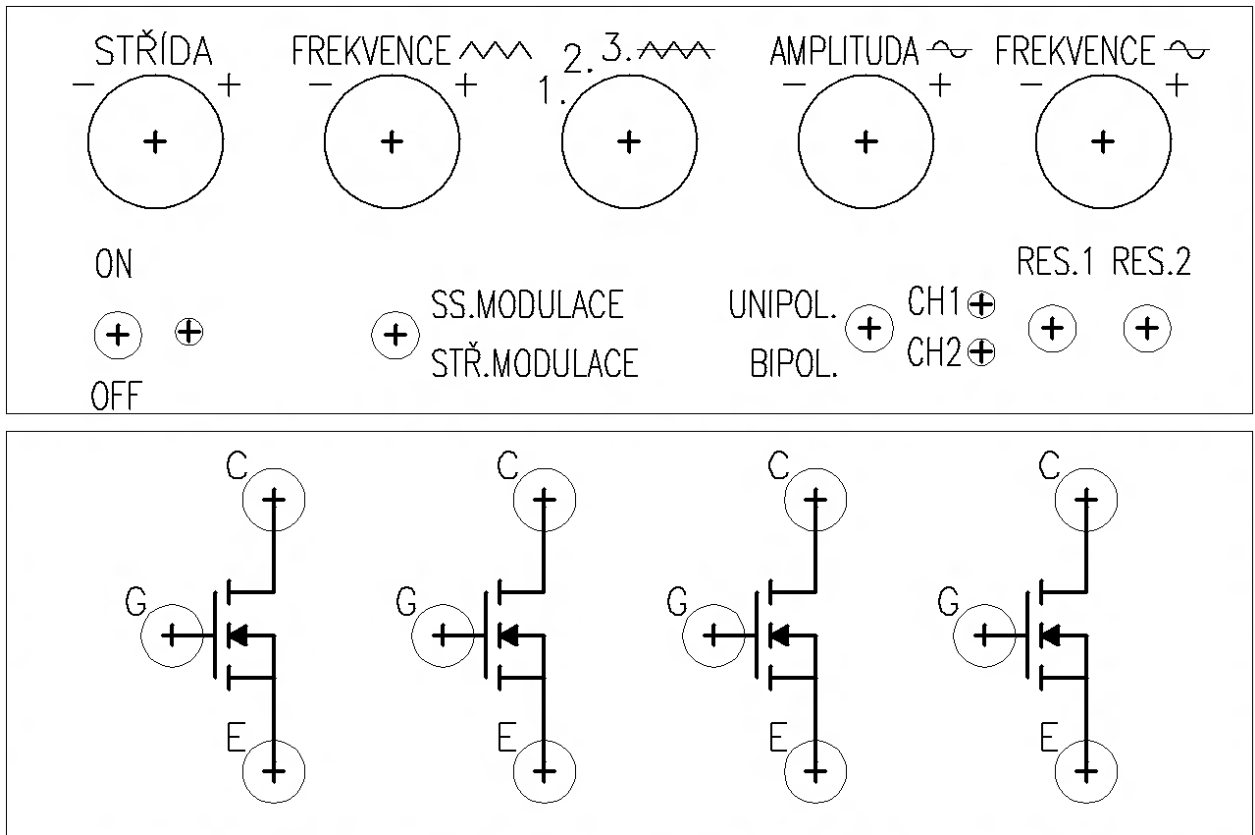 STŘÍDA FREKVENCE 1. 2. 3. AMPLITUDA FREKVENCE
- + - + - + - +
ON RES.1 RES.2
SS.MODULACE UNIPOL. CH1
STŘ.MODULACE BIPOL. CH2
OFF
C C C C
G G G G
E E E E